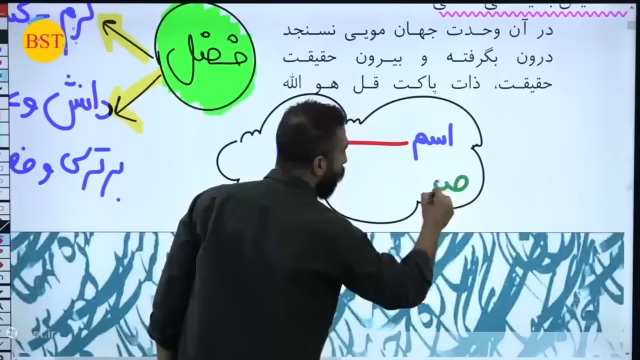 در آن وحدت جهان مویی نسنجد
درون بگرفته و بیرون حقیقت
حقیقت، ذات پاکت قل هو الله
BST
کرم
فضل
دانش و
برتری و
اسم